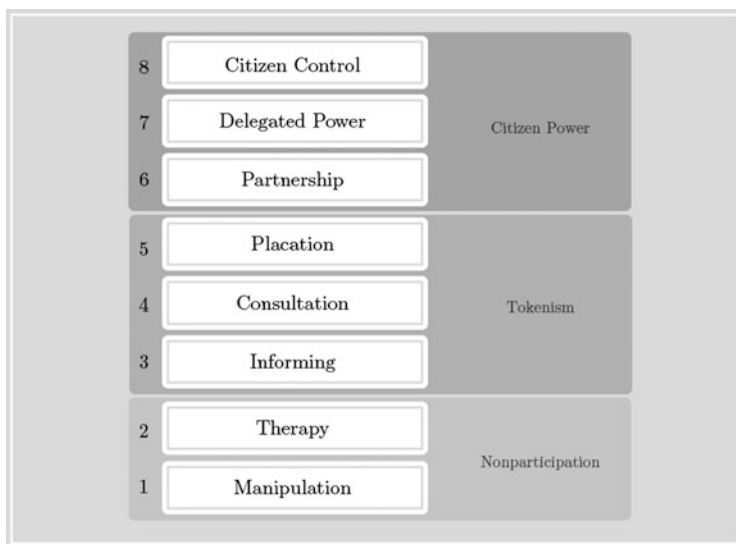 8 Citizen Control
7 Delegated Power
Citizen Power
6 Partnership
5 Placation
4 Consultation
Tokenism
3 Informing
2 Therapy
Nonparticipation
1 Manipulation